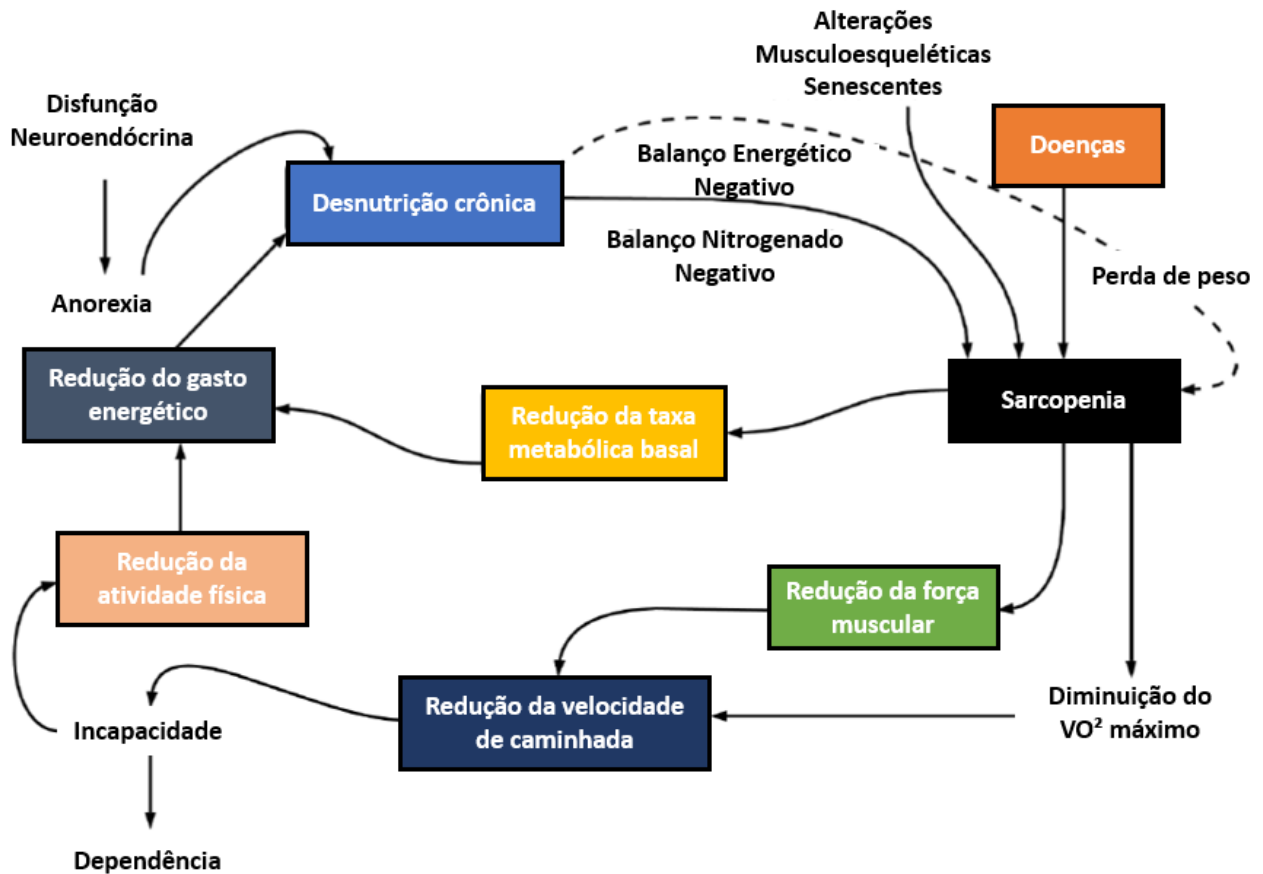 Alterações
Musculoesqueléticas
Senescentes
Disfunção
Neuroendócrina
Doenças
Balanço Energético
Negativo
Desnutrição crônica
Balanço Nitrogenado
Negativo
Perda de peso
Anorexia
Redução do gasto
energético
Redução da taxa
metabólica basal
Sarcopenia
Redução da
atividade física
Redução da força
muscular
Redução da velocidade
de caminhada
Diminuição do
VO² máximo
Incapacidade
Dependência